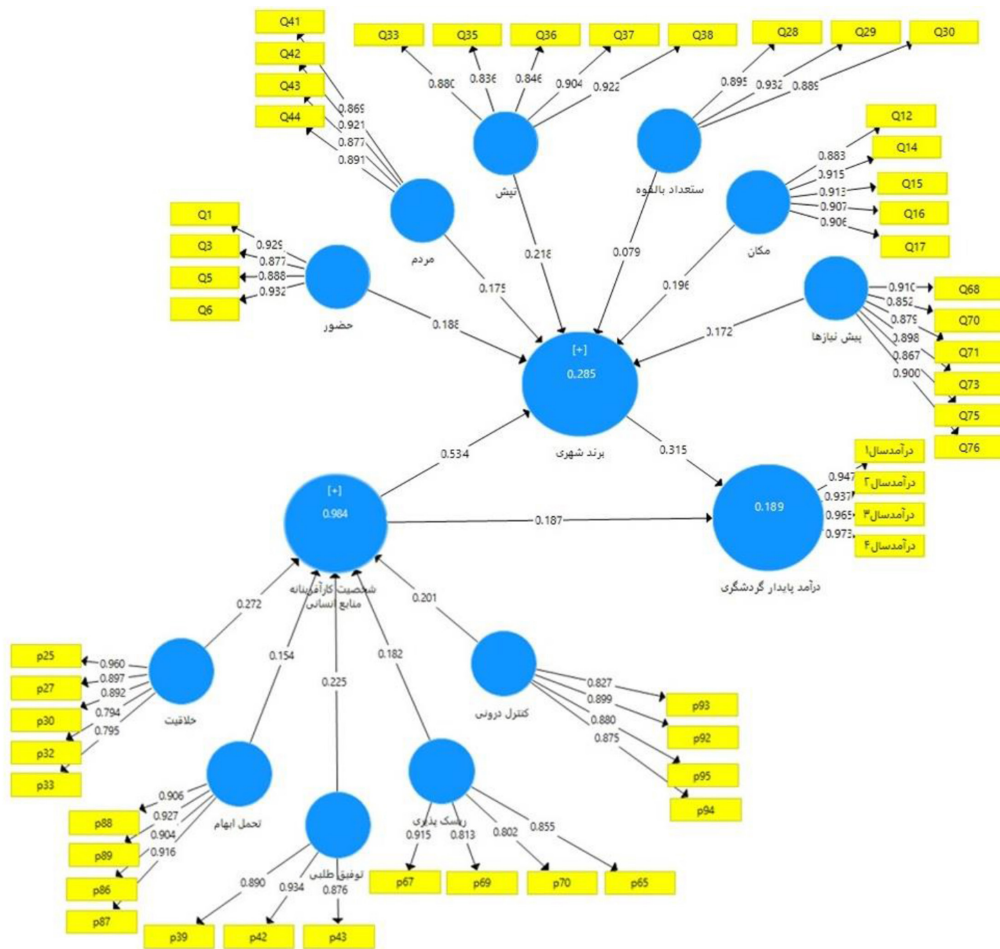 Q41
Q42
Q43
Q44
Q33
Q35
Q36
Q37
Q38
Q28
Q29
Q30
0.880
0.836
0.846
0.904
0.922
0.895
0.932
0.889
0.869
0.921
0.877
0.891
تپش
ستعداد بالقوه
Q12
Q14
Q15
Q16
Q17
0.883
0.915
0.913
0.907
0.906
مکان
مردم
Q1
Q3
Q5
Q6
0.929
0.877
0.888
0.932
حضور
0.218
0.079
0.175
0.196
0.188
0.172
پیش نیازها
0.910
0.852
0.879
0.898
0.867
0.900
Q68
Q70
Q71
Q73
Q75
Q76
[+]
0.285
برند شهری
0.534
0.315
[+]
0.984
شخصیت کارآفرینانه
منابع انسانی
0.187
0.189
درآمد پایدار گردشگری
0.947
0.937
0.965
0.973
درآمدسال۱
درآمدسال۲
درآمدسال۳
درآمدسال۴
0.272
0.154
0.225
0.182
0.201
p25
p27
p30
p32
p33
0.960
0.897
0.892
0.794
0.795
خلاقیت
کنترل درونی
0.827
0.899
0.880
0.875
p93
p92
p95
p94
0.906
0.927
0.904
0.916
p88
p89
p86
p87
تحمل ابهام
توفیق طلبی
0.890
0.934
0.876
p39
p42
p43
ریسک پذیری
0.915
0.813
0.802
0.855
p67
p69
p70
p65